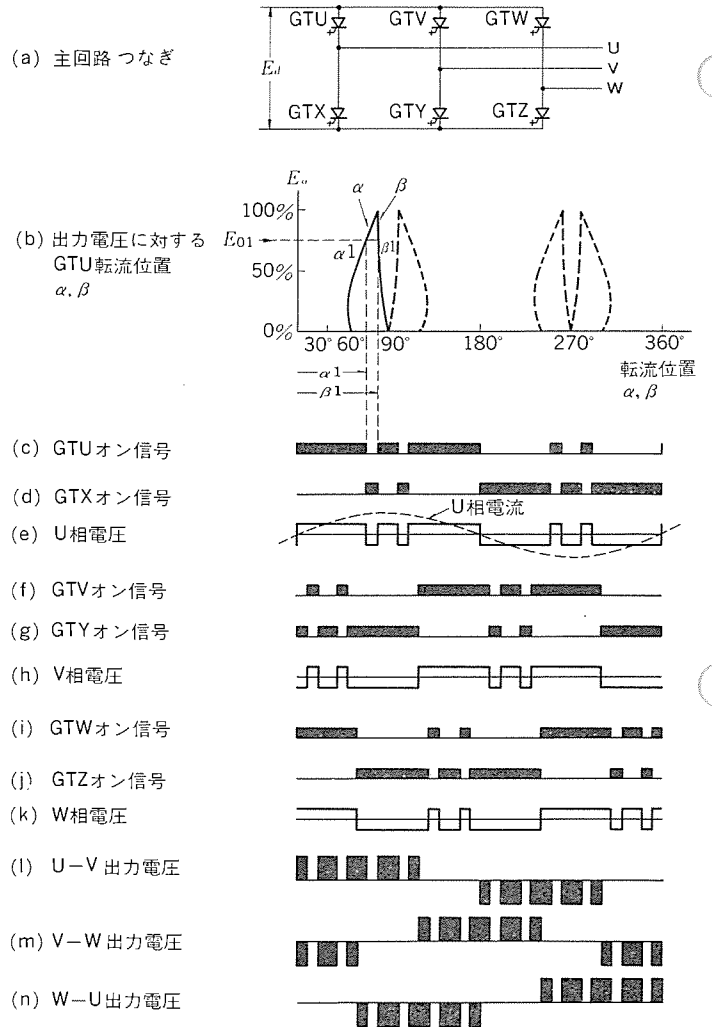 (a) 主回路 つなぎ
GTU GTV GTW
Ed
U
V
W
GTX GTY GTZ
(b) 出力電圧に対する
GTU転流位置
α, β
Eo
α β
100%
E01
α1 β1
50%
0%
30° 60° 90° 180° 270° 360°
転流位置
α, β
α1
β1
(c) GTUオン信号
(d) GTXオン信号
U相電流
(e) U相電圧
(f) GTVオン信号
(g) GTYオン信号
(h) V相電圧
(i) GTWオン信号
(j) GTZオン信号
(k) W相電圧
(l) U−V 出力電圧
(m) V−W 出力電圧
(n) W−U 出力電圧